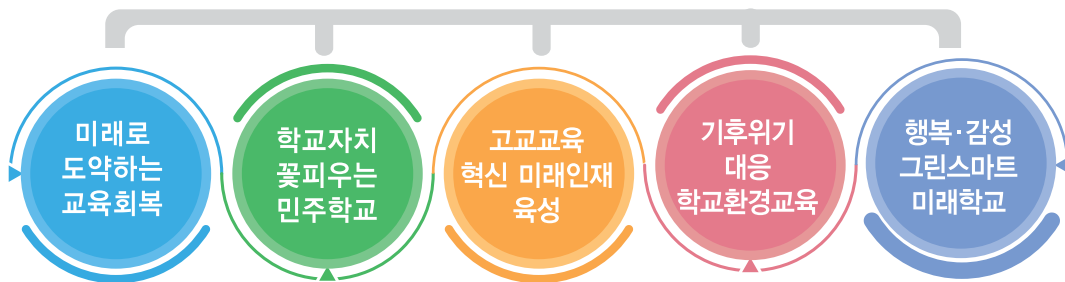 미래로
도약하는
교육회복
학교자치
꽃피우는
민주학교
고교교육
혁신 미래인재
육성
기후위기
대응
학교환경교육
행복·감성
그린스마트
미래학교